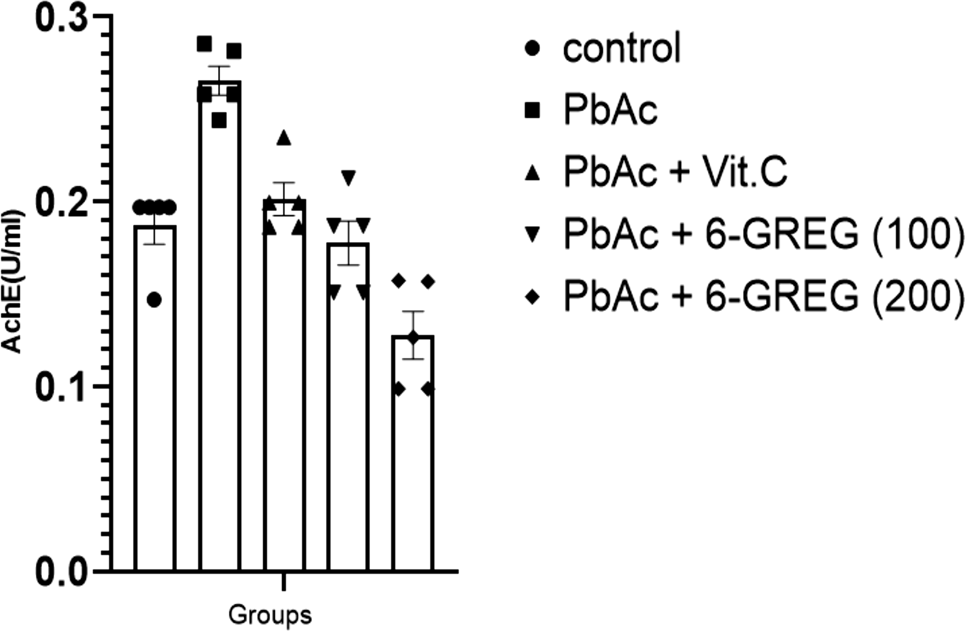 0.3
0.2
0.1
0.0
AchE(U/ml)
Groups
control
PbAc
PbAc + Vit.C
PbAc + 6-GREG (100)
PbAc + 6-GREG (200)